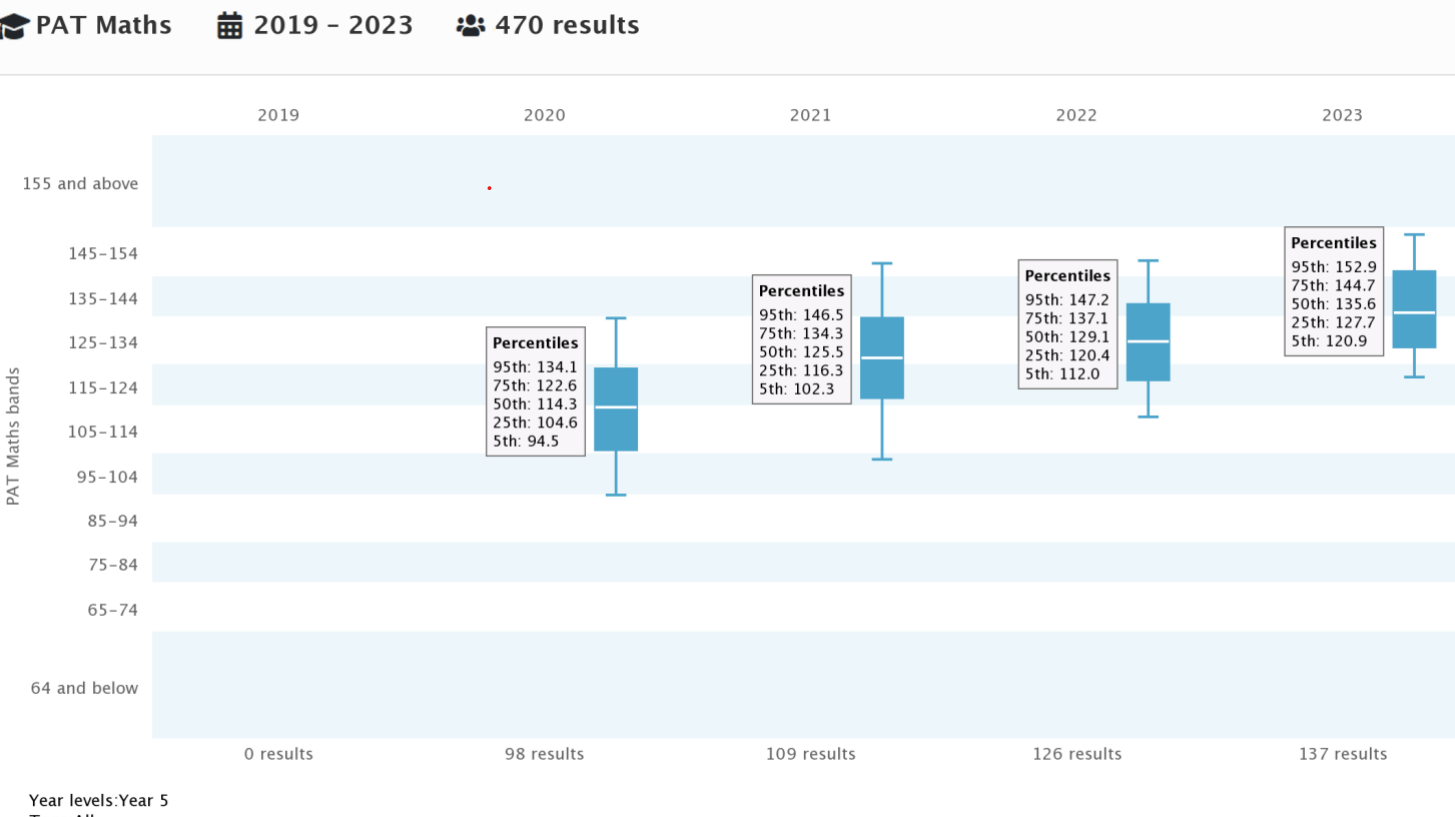 PAT Maths 2019 – 2023 470 results
2019 2020 2021 2022 2023
155 and above
145–154
135–144
125–134
115–124
105–114
95–104
85–94
75–84
65–74
64 and below
PAT Maths bands
Percentiles
95th: 134.1
75th: 122.6
50th: 114.3
25th: 104.6
5th: 94.5
Percentiles
95th: 146.5
75th: 134.3
50th: 125.5
25th: 116.3
5th: 102.3
Percentiles
95th: 147.2
75th: 137.1
50th: 129.1
25th: 120.4
5th: 112.0
Percentiles
95th: 152.9
75th: 144.7
50th: 135.6
25th: 127.7
5th: 120.9
0 results 98 results 109 results 126 results 137 results
Year levels:Year 5